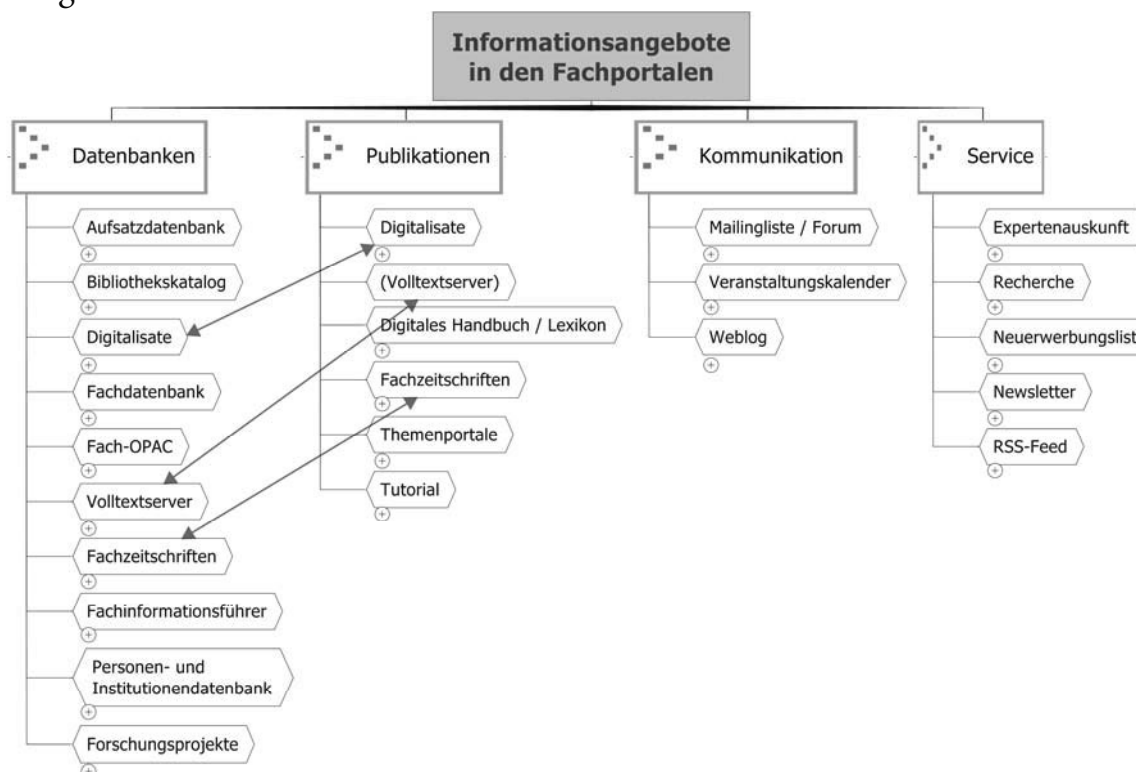 Informationsangebote
in den Fachportalen
Datenbanken
Aufsatzdatenbank
Bibliothekskatalog
Digitalisate
Fachdatenbank
Fach-OPAC
Volltextserver
Fachzeitschriften
Fachinformationsführer
Personen- und
Institutionendatenbank
Forschungsprojekte
Publikationen
Digitalisate
(Volltextserver)
Digitales Handbuch / Lexikon
Fachzeitschriften
Themenportale
Tutorial
Kommunikation
Mailingliste / Forum
Veranstaltungskalender
Weblog
Service
Expertenauskunft
Recherche
Neuerwerbungslist
Newsletter
RSS-Feed